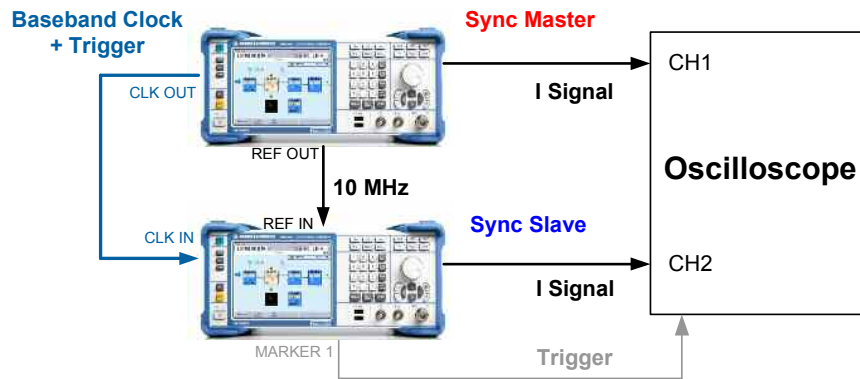 Baseband Clock
+ Trigger
Sync Master
CLK OUT
CH1
I Signal
REF OUT
Oscilloscope
10 MHz
REF IN
Sync Slave
CLK IN
CH2
I Signal
MARKER 1
Trigger